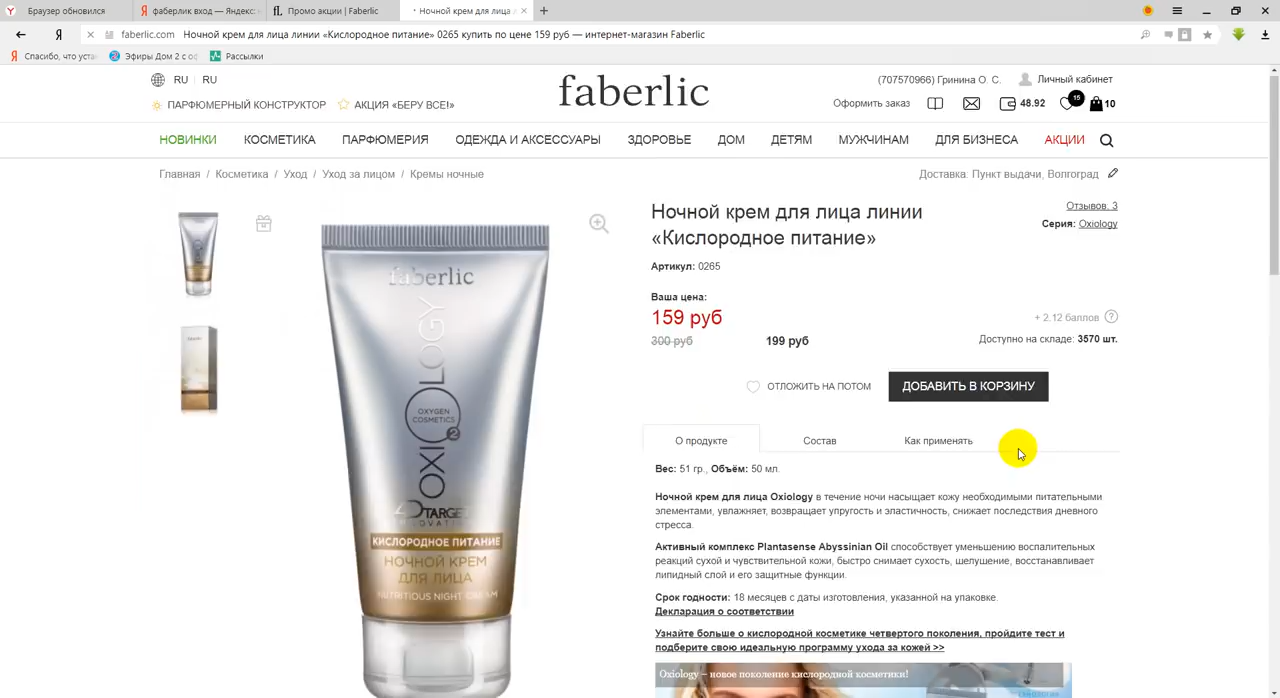 Браузер обновился
фаберлик вход — Яндекс:
Промо акции | Faberlic
Ночной крем для лица
faberlic.com Ночной крем для лица линии «Кислородное питание» 0265 купить по цене 159 руб — интернет-магазин Faberlic
Спасибо, что уста
Эфиры Дом 2 с оф
Рассылки
RU RU
(707570966) Гринина О. С. Личный кабинет
faberlic
ПАРФЮМЕРНЫЙ КОНСТРУКТОР АКЦИЯ «БЕРУ ВСЕ!»
Оформить заказ 48.92 15 10
НОВИНКИ КОСМЕТИКА ПАРФЮМЕРИЯ ОДЕЖДА И АКСЕССУАРЫ ЗДОРОВЬЕ ДОМ ДЕТЯМ МУЖЧИНАМ ДЛЯ БИЗНЕСА АКЦИИ
Главная / Косметика / Уход / Уход за лицом / Кремы ночные
Доставка: Пункт выдачи, Волгоград
Ночной крем для лица линии
«Кислородное питание»
Отзывов: 3
Серия: Oxiology
Артикул: 0265
Ваша цена:
159 руб
+ 2.12 баллов ?
300 руб 199 руб
Доступно на складе: 3570 шт.
ОТЛОЖИТЬ НА ПОТОМ ДОБАВИТЬ В КОРЗИНУ
О продукте Состав Как применять
Вес: 51 гр., Объём: 50 мл.
Ночной крем для лица Oxiology в течение ночи насыщает кожу необходимыми питательными
элементами, увлажняет, возвращает упругость и эластичность, снижает последствия дневного
стресса.
Активный комплекс Plantasense Abyssinian Oil способствует уменьшению воспалительных
реакций сухой и чувствительной кожи, быстро снимает сухость, шелушение, восстанавливает
липидный слой и его защитные функции.
Срок годности: 18 месяцев с даты изготовления, указанной на упаковке.
Декларация о соответствии
Узнайте больше о кислородной косметике четвертого поколения, пройдите тест и
подберите свою идеальную программу ухода за кожей >>
Oxiology – новое поколение кислородной косметики!
faberlic
OXIOLOGY
OXYGEN
COSMETICS
2
КИСЛОРОДНОЕ ПИТАНИЕ
НОЧНОЙ КРЕМ
ДЛЯ ЛИЦА
NUTRITIOUS NIGHT CREAM